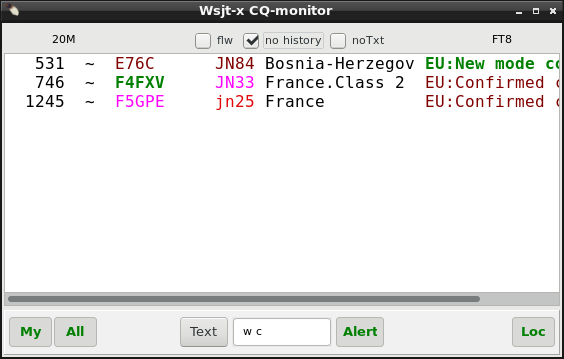 Wsjt-x CQ-monitor
20M flw no history noTxt FT8
531 ~ E76C JN84 Bosnia-Herzegov EU:New mode
746 ~ F4FXV JN33 France.Class 2 EU:Confirmed
1245 ~ F5GPE jn25 France EU:Confirmed
My All Text w c Alert Loc